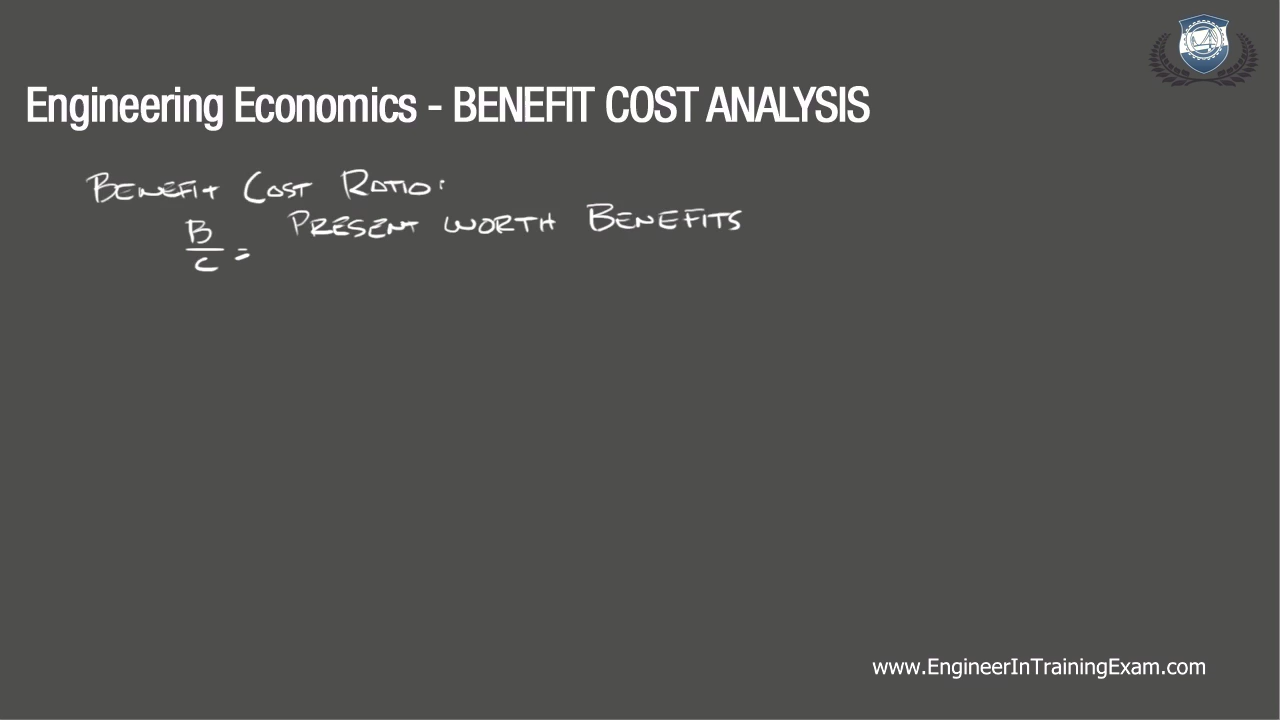 Engineering Economics - BENEFIT COST ANALYSIS
BENEFIT COST RATIO:
B/C = PRESENT WORTH BENEFITS
www.EngineerInTrainingExam.com